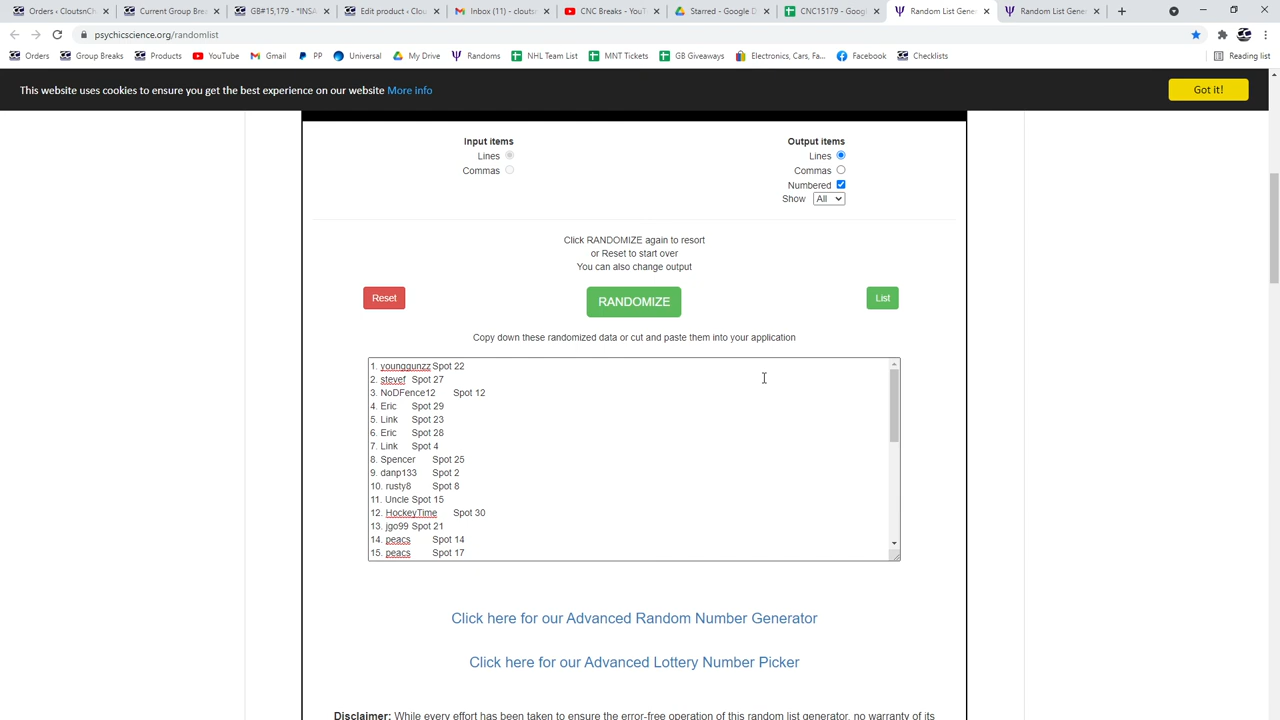 Orders ‹ CloutsnCh
Current Group Bre
GB#15,179 - "INSA
Edit product ‹ Clou
Inbox (1) - cloutsn
CNC Breaks - YouT
Starred - Google D
CNC15179 - Googl
Random List Gene
Random List Gene
psychicscience.org/randomlist
Orders
Group Breaks
Products
YouTube
Gmail
PP
Universal
My Drive
Randoms
NHL Team List
MNT Tickets
GB Giveaways
Electronics, Cars, Fa...
Facebook
Checklists
Reading list
This website uses cookies to ensure you get the best experience on our website More info
Got it!
Input items
Lines
Commas
Output items
Lines
Commas
Numbered
Show All
Click RANDOMIZE again to resort
or Reset to start over
You can also change output
Reset
RANDOMIZE
List
Copy down these randomized data or cut and paste them into your application
1. younggunzz Spot 22
2. stevef Spot 27
3. NoDFence12 Spot 12
4. Eric Spot 29
5. Link Spot 23
6. Eric Spot 28
7. Link Spot 4
8. Spencer Spot 25
9. danp133 Spot 2
10. rusty8 Spot 8
11. Uncle Spot 15
12. HockeyTime Spot 30
13. jgo99 Spot 21
14. peacs Spot 14
15. peacs Spot 17
Click here for our Advanced Random Number Generator
Click here for our Advanced Lottery Number Picker
Disclaimer: While every effort has been taken to ensure the error-free operation of this random list generator, no warranty of its